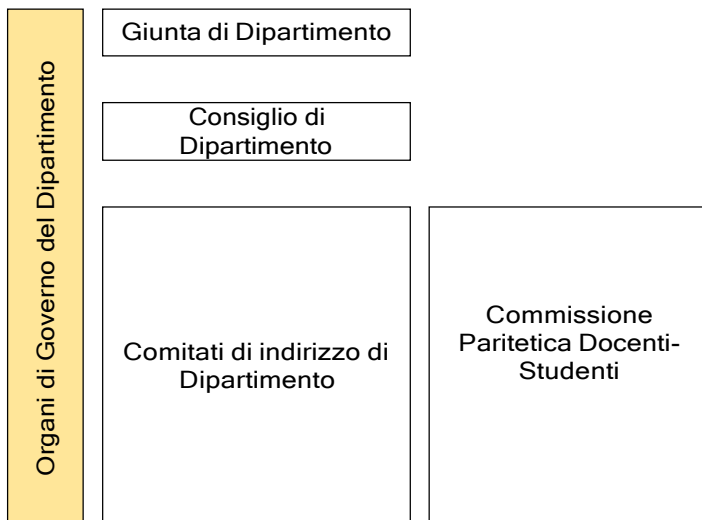 Organi di Governo del Dipartimento
Giunta di Dipartimento
Consiglio di
Dipartimento
Comitati di indirizzo di
Dipartimento
Commissione
Paritetica Docenti-
Studenti